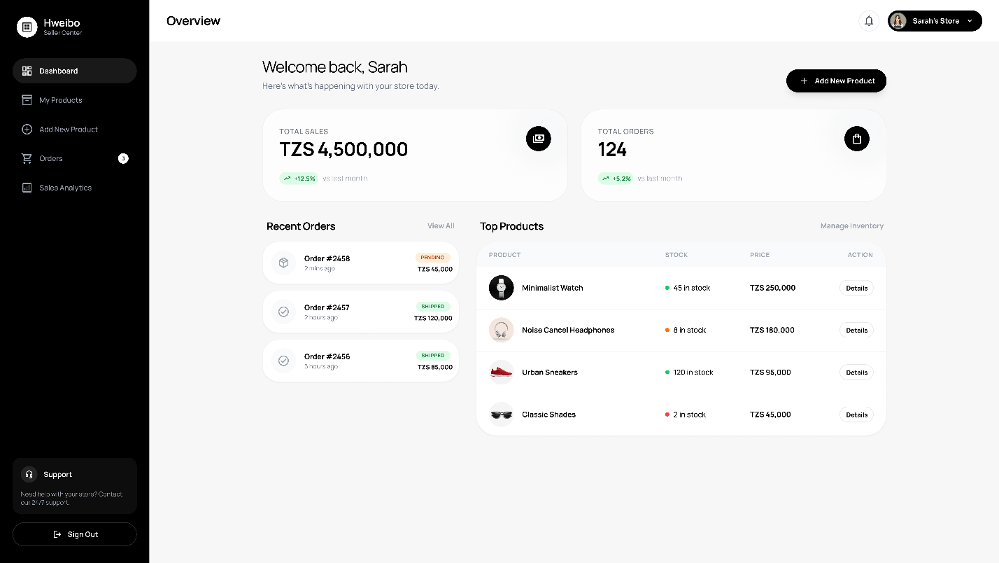 Hweibo
Seller Center
Dashboard
My Products
Add New Product
Orders
3
Sales Analytics
Support
Need help with your store? Contact
our 24/7 support.
Sign Out
Overview
Sarah's Store
Welcome back, Sarah
Here's what's happening with your store today.
Add New Product
TOTAL SALES
TZS 4,500,000
+12.5% vs last month
TOTAL ORDERS
124
+5.2% vs last month
Recent Orders
View All
Order #2458
PENDING
2 mins ago
TZS 45,000
Order #2457
SHIPPED
2 hours ago
TZS 120,000
Order #2456
SHIPPED
5 hours ago
TZS 85,000
Top Products
Manage Inventory
PRODUCT STOCK PRICE ACTION
Minimalist Watch 45 in stock TZS 250,000 Details
Noise Cancel Headphones 8 in stock TZS 180,000 Details
Urban Sneakers 120 in stock TZS 95,000 Details
Classic Shades 2 in stock TZS 45,000 Details